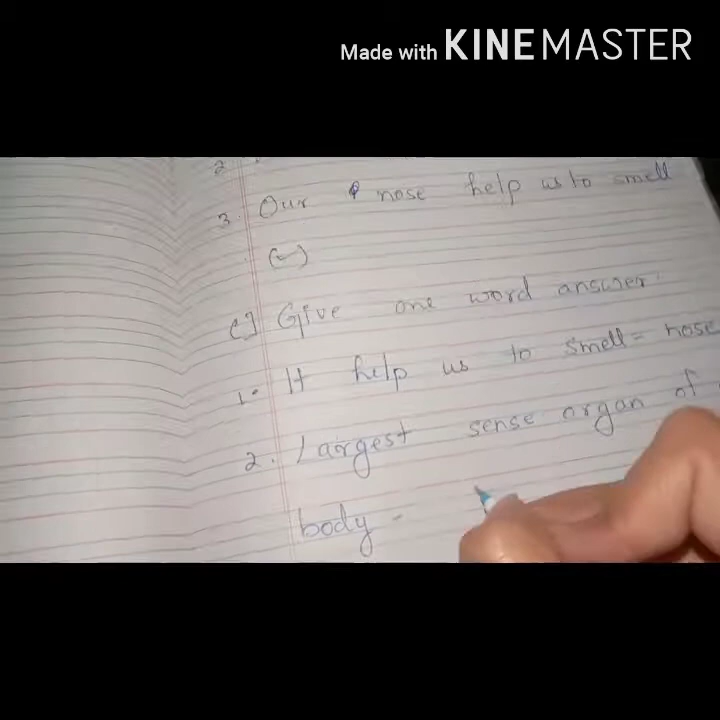 Made with KINEMASTER
2
3. Our nose help us to smell
(✓)
C] Give one word answer.
1. It help us to smell = nose
2. Largest sense organ of
body -